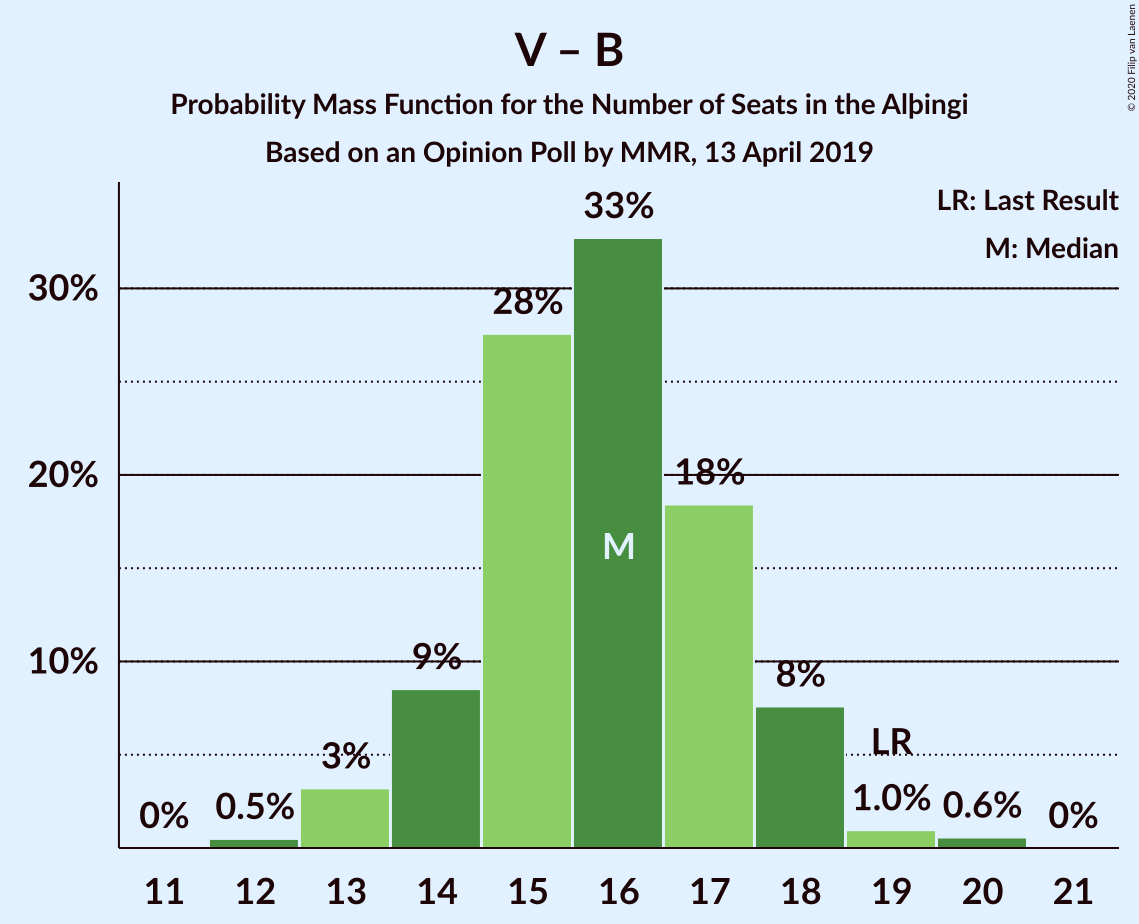 V – B
Probability Mass Function for the Number of Seats in the Alþingi
Based on an Opinion Poll by MMR, 13 April 2019
© 2020 Filip van Laenen
LR: Last Result
M: Median
30%
20%
10%
0%
0.5%
3%
9%
28%
33%
M
18%
8%
LR
1.0%
0.6%
0%
11 12 13 14 15 16 17 18 19 20 21